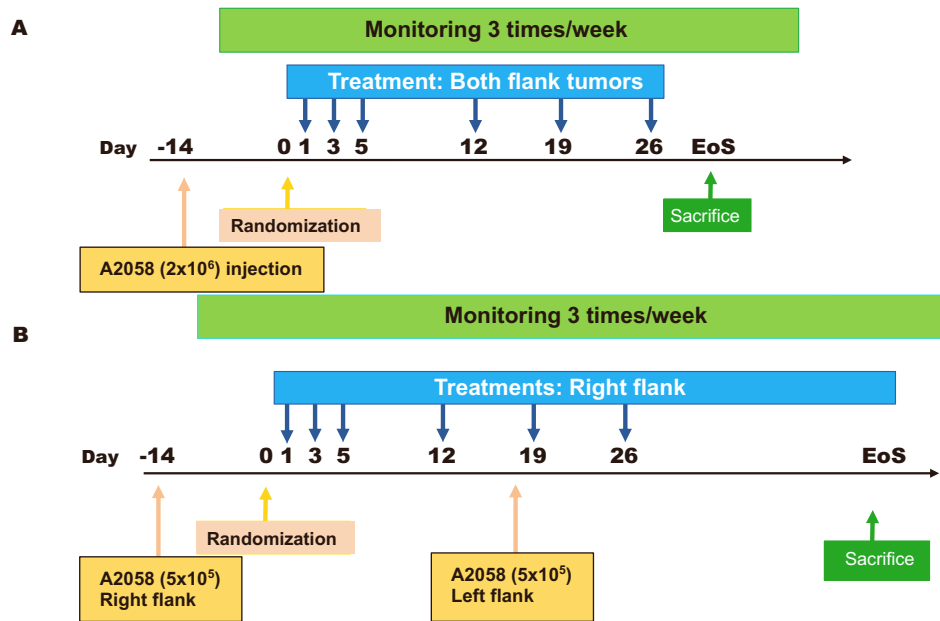 A
Monitoring 3 times/week
Treatment: Both flank tumors
Day -14 0 1 3 5 12 19 26 EoS
Randomization
Sacrifice
A2058 (2x10⁶) injection
Monitoring 3 times/week
B
Treatments: Right flank
Day -14 0 1 3 5 12 19 26 EoS
Randomization
A2058 (5x10⁵)
Right flank
A2058 (5x10⁵)
Left flank
Sacrifice